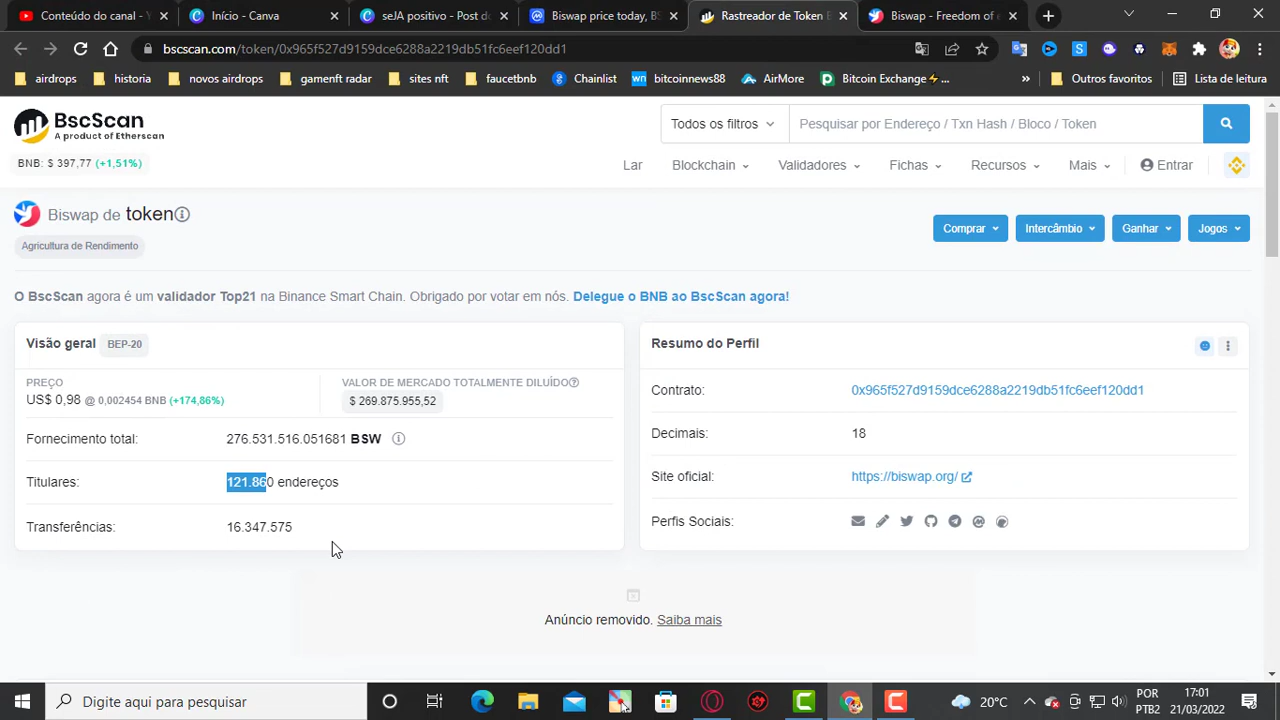 Conteúdo do canal - Y
Início - Canva
seJA positivo - Post de
Biswap price today, BS
Rastreador de Token B
Biswap - Freedom of e
bscscan.com/token/0x965f527d9159dce6288a2219db51fc6eef120dd1
airdrops
historia
novos airdrops
gamenft radar
sites nft
faucetbnb
Chainlist
wn bitcoinnews88
AirMore
Bitcoin Exchange
»
Outros favoritos
Lista de leitura
BscScan
A product of Etherscan
Todos os filtros
Pesquisar por Endereço / Txn Hash / Bloco / Token
BNB: $ 397,77 (+1,51%)
Lar
Blockchain
Validadores
Fichas
Recursos
Mais
Entrar
Biswap de token
Comprar
Intercâmbio
Ganhar
Jogos
Agricultura de Rendimento
O BscScan agora é um validador Top21 na Binance Smart Chain. Obrigado por votar em nós. Delegue o BNB ao BscScan agora!
Visão geral BEP-20
PREÇO
US$ 0,98 @ 0,002454 BNB (+174,86%)
VALOR DE MERCADO TOTALMENTE DILUÍDO
$ 269.875.955,52
Fornecimento total: 276.531.516.051681 BSW
Titulares: 121.860 endereços
Transferências: 16.347.575
Resumo do Perfil
Contrato: 0x965f527d9159dce6288a2219db51fc6eef120dd1
Decimais: 18
Site oficial: https://biswap.org/
Perfis Sociais:
Anúncio removido. Saiba mais
Digite aqui para pesquisar
20°C
POR
PTB2
17:01
21/03/2022